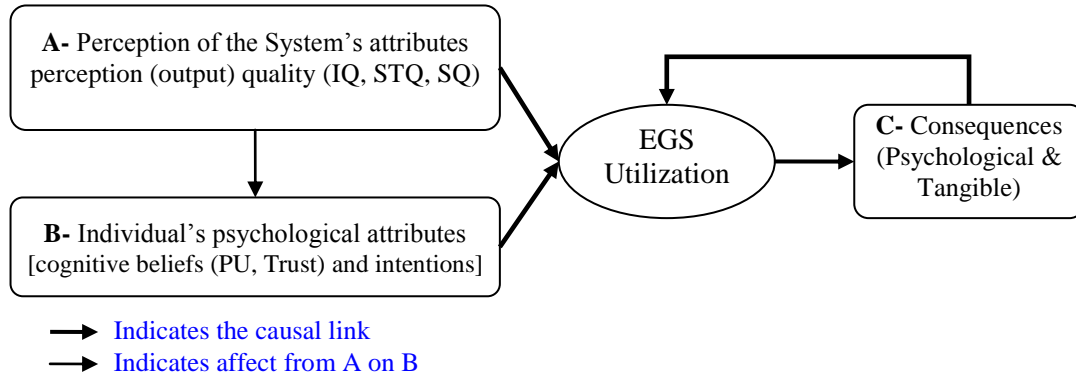 A- Perception of the System's attributes
perception (output) quality (IQ, STQ, SQ)
EGS
Utilization
C- Consequences
(Psychological &
Tangible)
B- Individual's psychological attributes
[cognitive beliefs (PU, Trust) and intentions]
Indicates the causal link
Indicates affect from A on B